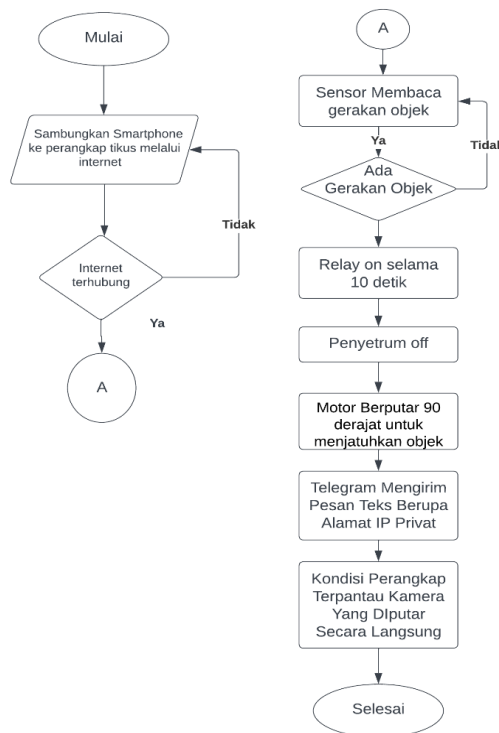 Mulai
Sambungkan Smartphone
ke perangkap tikus melalui
internet
Tidak
Internet
terhubung
Ya
A
A
Sensor Membaca
gerakan objek
Ya
Tidal
Ada
Gerakan Objek
Relay on selama
10 detik
Penyetrum off
Motor Berputar 90
derajat untuk
menjatuhkan objek
Telegram Mengirim
Pesan Teks Berupa
Alamat IP Privat
Kondisi Perangkap
Terpantau Kamera
Yang DIputar
Secara Langsung
Selesai